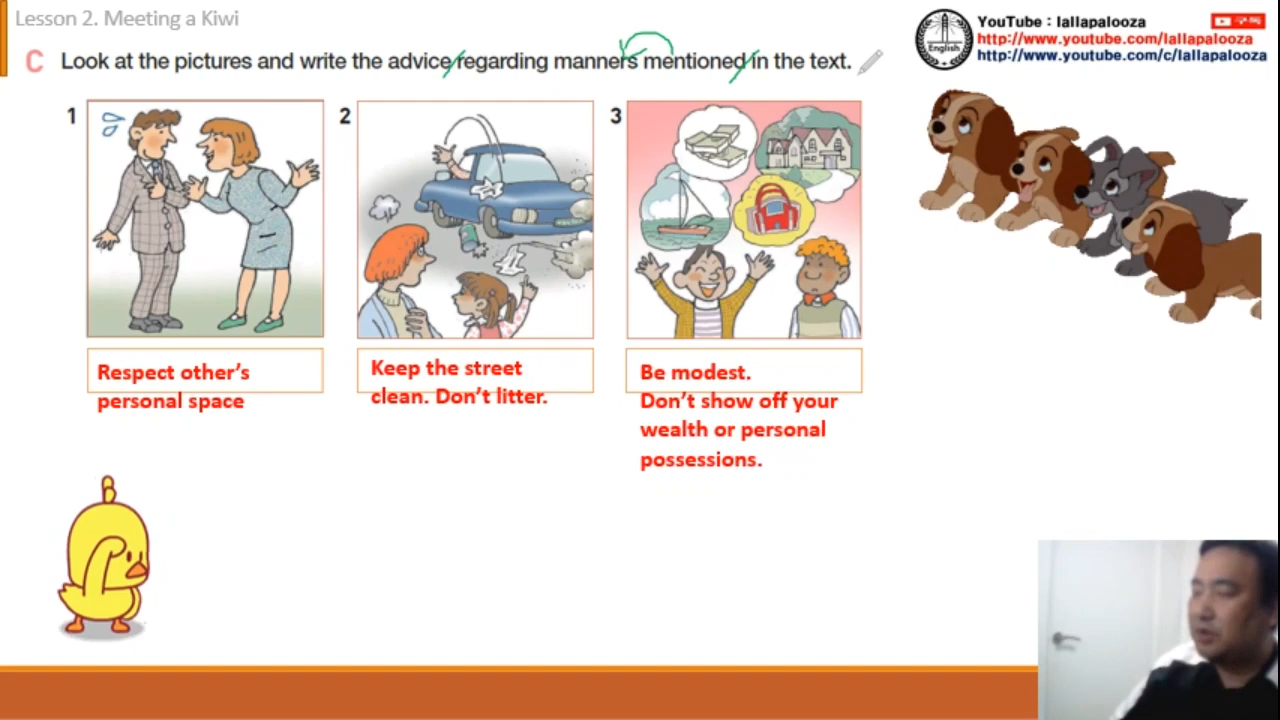 Lesson 2. Meeting a Kiwi
YouTube : lallapalooza
http://www.youtube.com/lallapalooza
http://www.youtube.com/c/lallapalooza
English
C Look at the pictures and write the advice regarding manners mentioned in the text.
1
2
3
Respect other's
personal space
Keep the street
clean. Don't litter.
Be modest.
Don't show off your
wealth or personal
possessions.